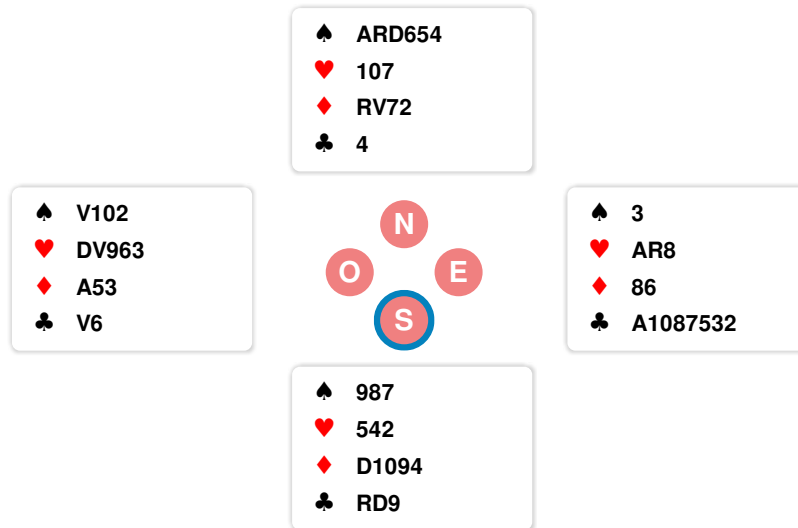 ♠ ARD654
♥ 107
♦ RV72
♣ 4
♠ V102
♥ DV963
♦ A53
♣ V6
N
O
E
S
♠ 3
♥ AR8
♦ 86
♣ A1087532
♠ 987
♥ 542
♦ D1094
♣ RD9